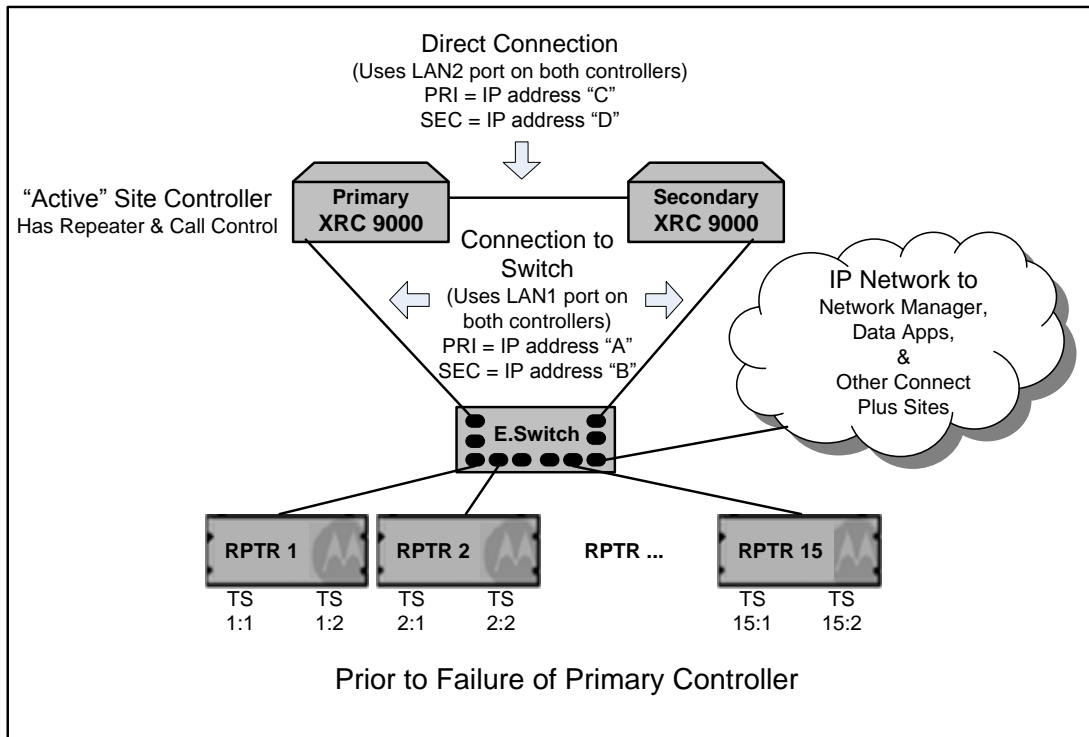 Direct Connection
(Uses LAN2 port on both controllers)
PRI = IP address “C”
SEC = IP address “D”
“Active” Site Controller
Has Repeater & Call Control
Primary
XRC 9000
Secondary
XRC 9000
Connection to
Switch
(Uses LAN1 port on
both controllers)
PRI = IP address “A”
SEC = IP address “B”
IP Network to
Network Manager,
Data Apps,
&
Other Connect
Plus Sites
E.Switch
RPTR 1
RPTR 2
RPTR ...
RPTR 15
TS
1:1
TS
1:2
TS
2:1
TS
2:2
TS
15:1
TS
15:2
Prior to Failure of Primary Controller